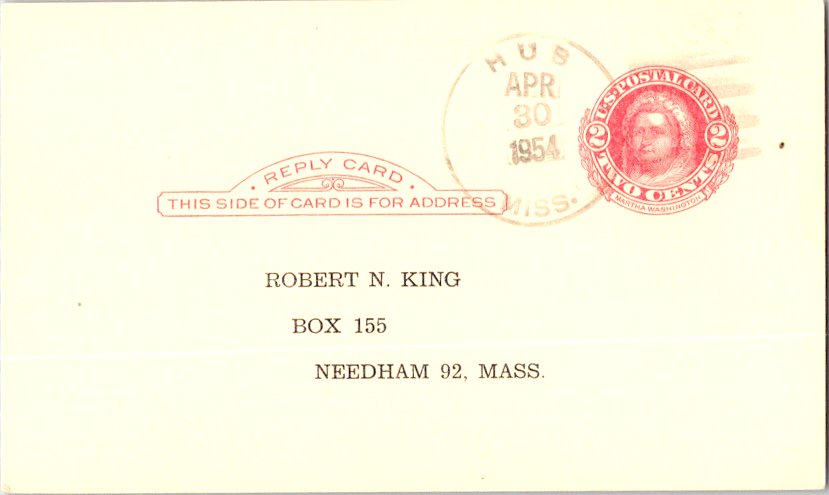 HUB
APR
30
1954
MISS.
U.S. POSTAL CARD
2 2
TWO CENTS
MARTHA WASHINGTON
REPLY CARD
THIS SIDE OF CARD IS FOR ADDRESS
ROBERT N. KING
BOX 155
NEEDHAM 92, MASS.